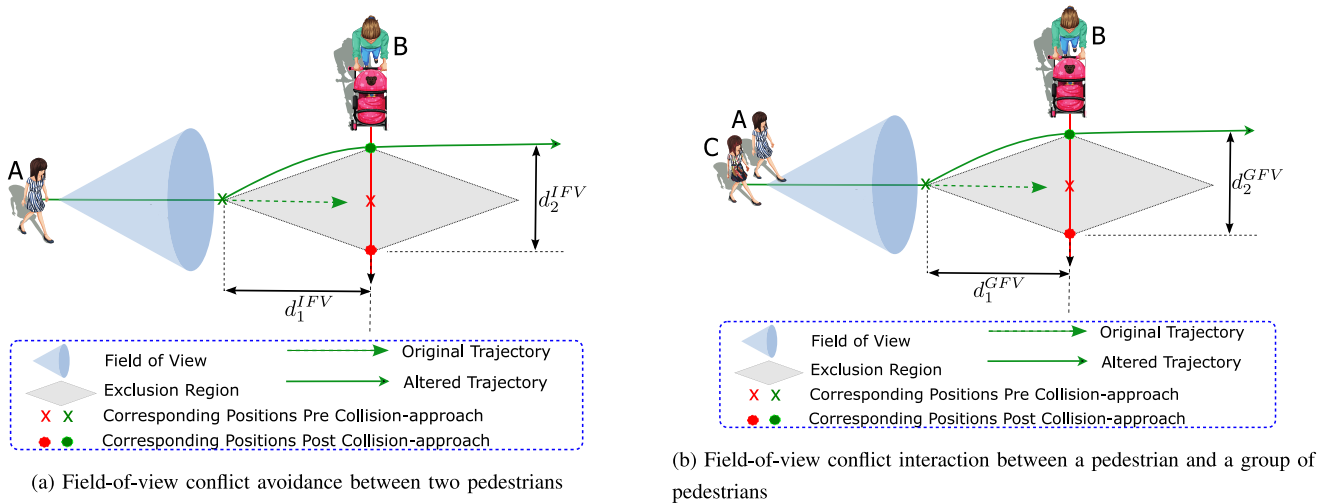 B
A
d_2^{IFV}
d_1^{IFV}
Field of View
Exclusion Region
Original Trajectory
Altered Trajectory
Corresponding Positions Pre Collision-approach
Corresponding Positions Post Collision-approach
(a) Field-of-view conflict avoidance between two pedestrians
B
A
C
d_2^{GFV}
d_1^{GFV}
Field of View
Exclusion Region
Original Trajectory
Altered Trajectory
Corresponding Positions Pre Collision-approach
Corresponding Positions Post Collision-approach
(b) Field-of-view conflict interaction between a pedestrian and a group of
pedestrians